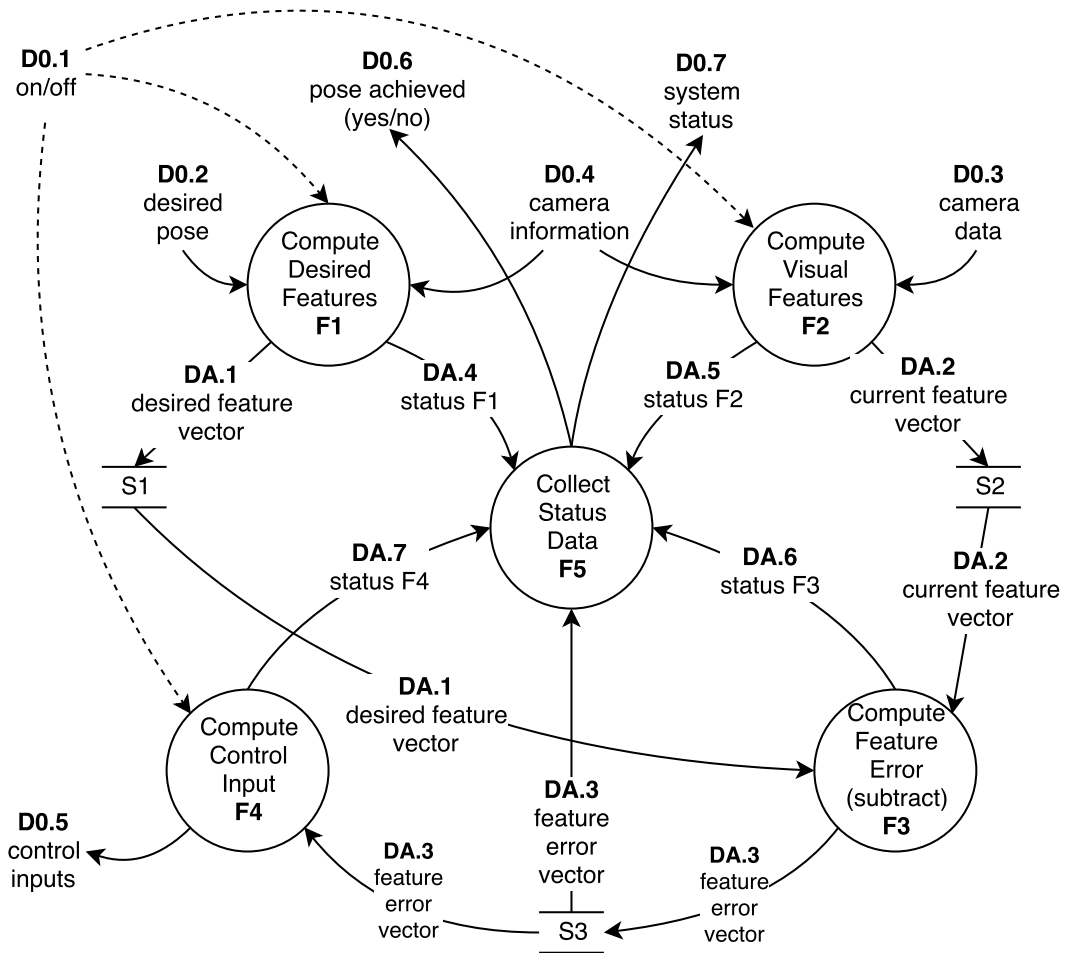 D0.1
on/off
D0.6
pose achieved
(yes/no)
D0.7
system
status
D0.2
desired
pose
D0.4
camera
information
D0.3
camera
data
Compute
Desired
Features
F1
Compute
Visual
Features
F2
DA.1
desired feature
vector
DA.4
status F1
DA.5
status F2
DA.2
current feature
vector
S1
Collect
Status
Data
F5
S2
DA.7
status F4
DA.6
status F3
DA.2
current feature
vector
DA.1
desired feature
vector
Compute
Control
Input
F4
Compute
Feature
Error
(subtract)
F3
DA.3
feature
error
vector
D0.5
control
inputs
DA.3
feature
error
vector
DA.3
feature
error
vector
S3